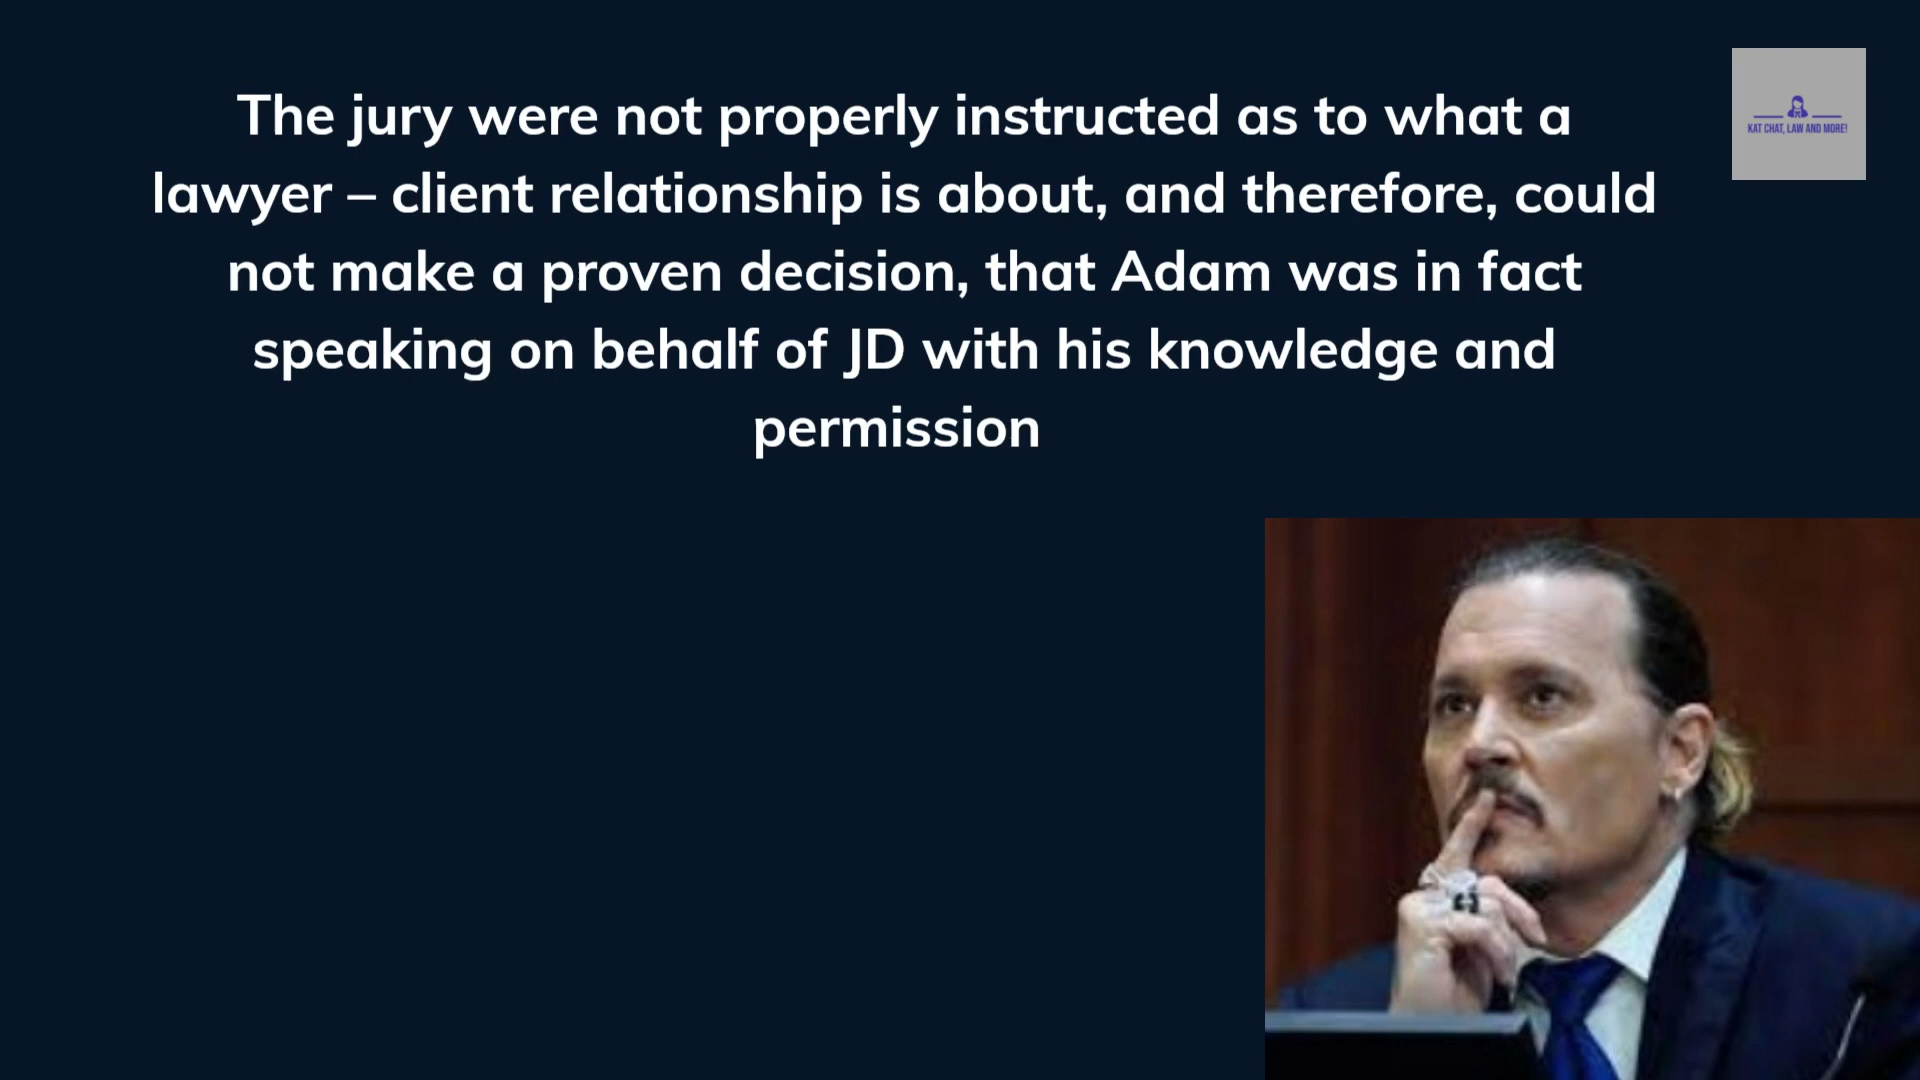 The jury were not properly instructed as to what a
lawyer – client relationship is about, and therefore, could
not make a proven decision, that Adam was in fact
speaking on behalf of JD with his knowledge and
permission
KAT CHAT, LAW AND MORE!